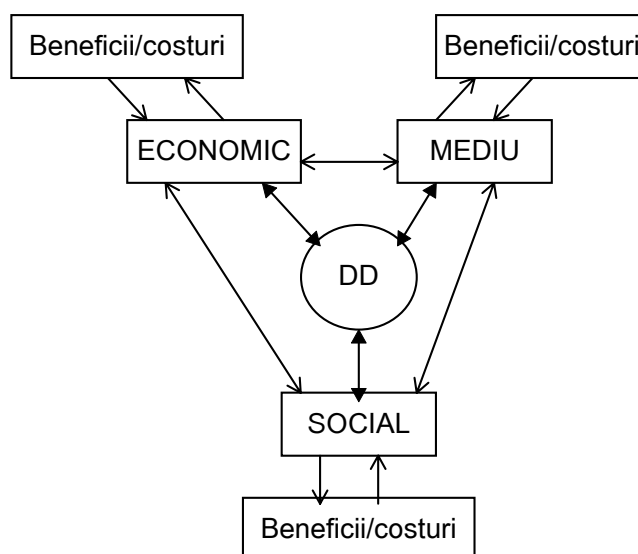 Beneficii/costuri
Beneficii/costuri
ECONOMIC
MEDIU
DD
SOCIAL
Beneficii/costuri